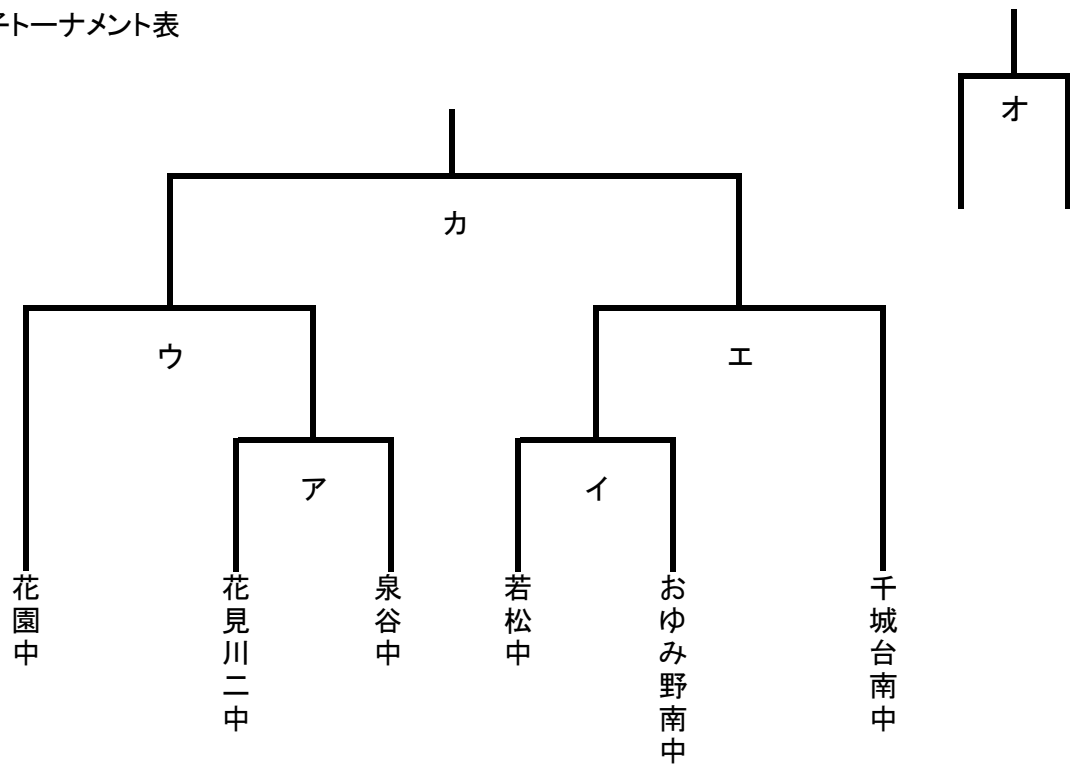 子トーナメント表
オ
カ
ウ
エ
ア
イ
花園中
花見川二中
泉谷中
若松中
おゆみ野南中
千城台南中